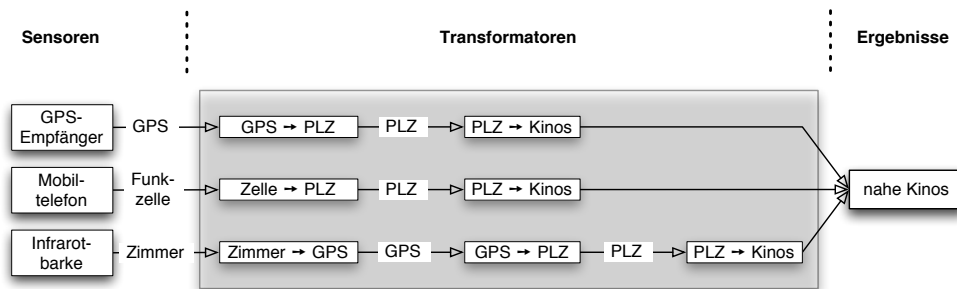 Sensoren
Transformatoren
Ergebnisse
GPS-
Empfänger
GPS
GPS → PLZ
PLZ
PLZ → Kinos
Mobil-
telefon
Funk-
zelle
Zelle → PLZ
PLZ
PLZ → Kinos
nahe Kinos
Infrarot-
barke
Zimmer
Zimmer → GPS
GPS
GPS → PLZ
PLZ
PLZ → Kinos